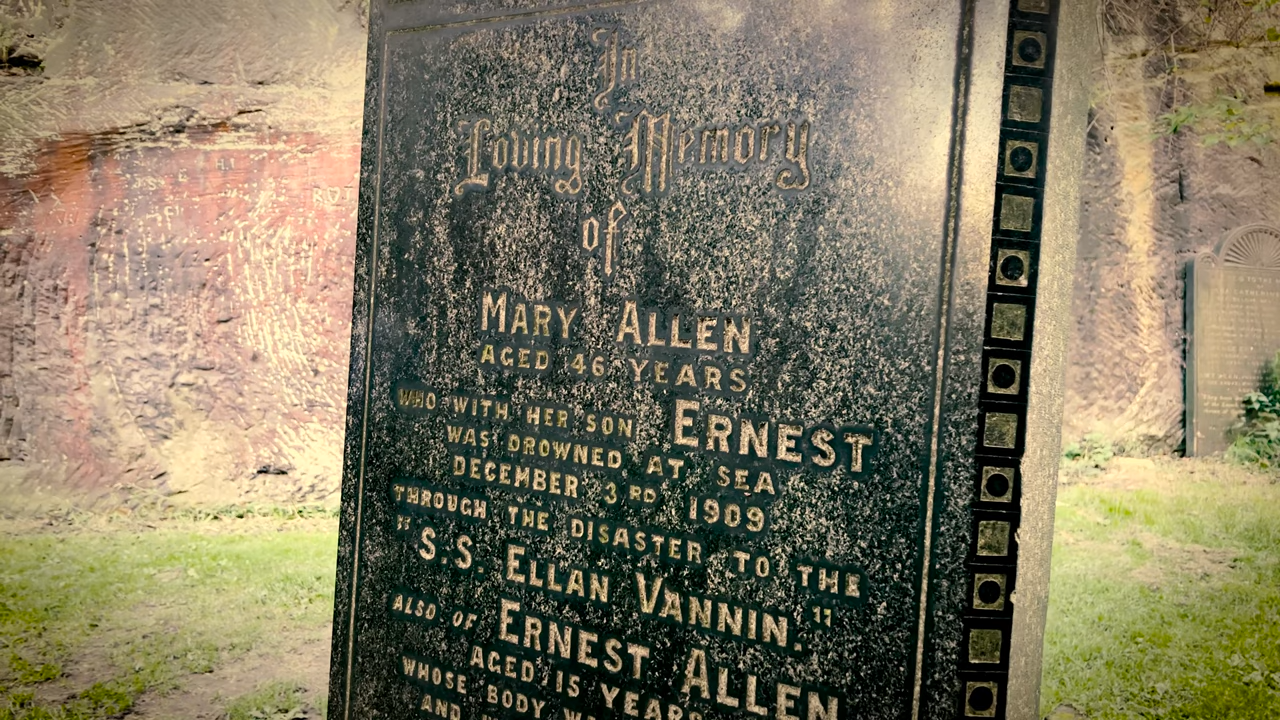 In
Loving Memory
of
MARY ALLEN
AGED 46 YEARS
WHO WITH HER SON ERNEST
WAS DROWNED AT SEA
DECEMBER 3RD 1909
THROUGH THE DISASTER TO THE
"S.S. ELLAN VANNIN."
ALSO OF ERNEST ALLEN
AGED 15 YEARS
WHOSE BODY
AND